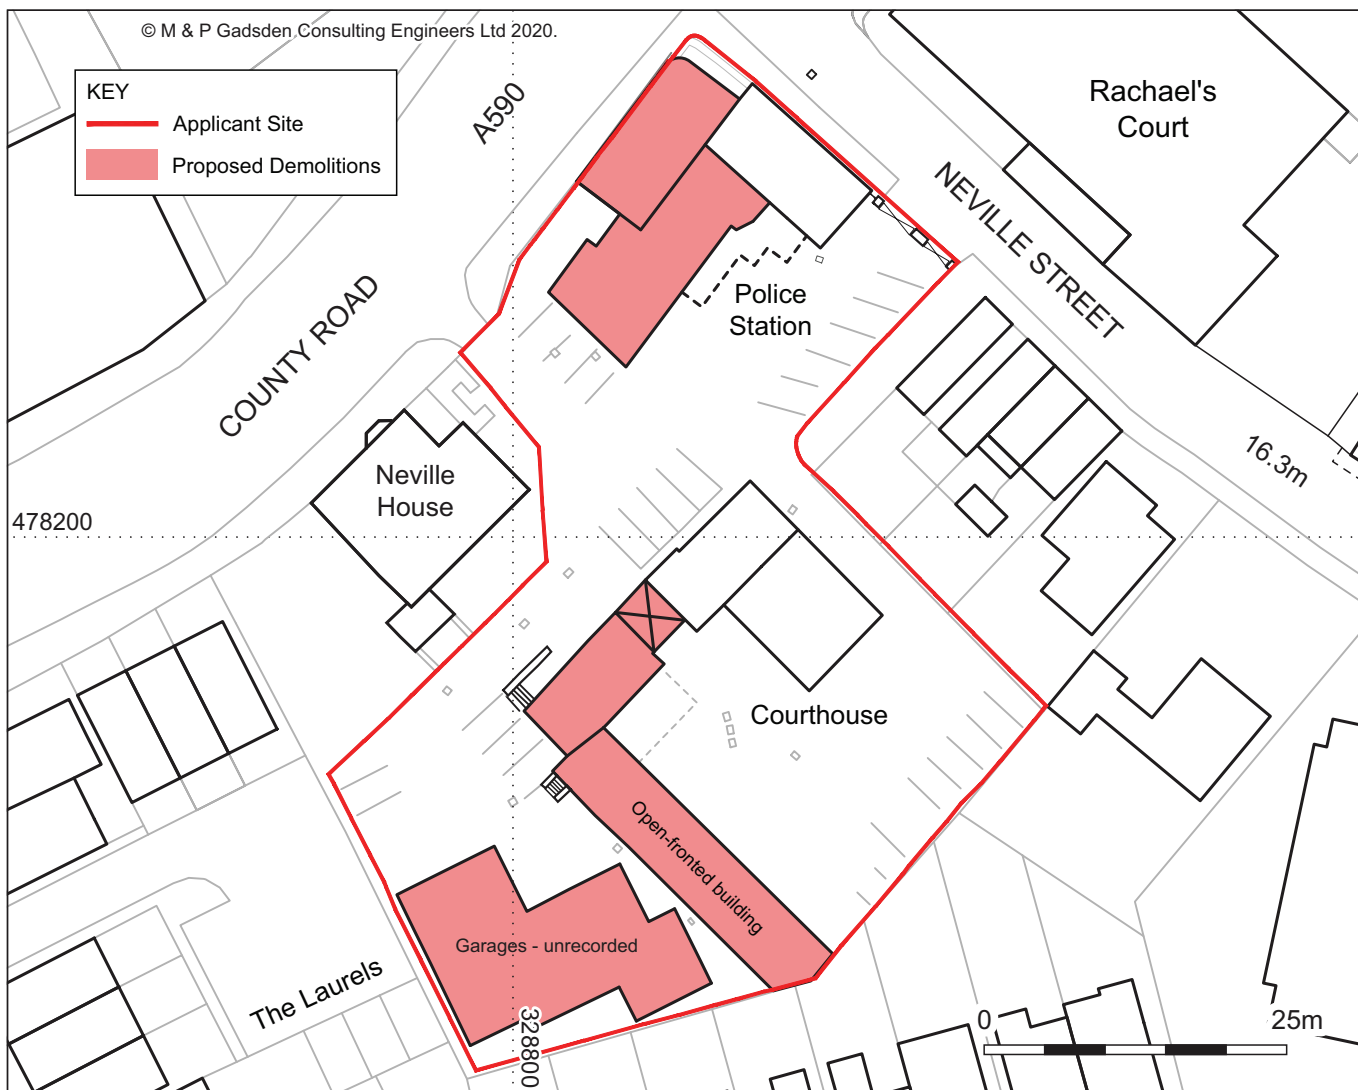 © M & P Gadsden Consulting Engineers Ltd 2020.
KEY
Applicant Site
Proposed Demolitions
A590
Rachael's
Court
NEVILLE STREET
COUNTY ROAD
Police
Station
Neville
House
16.3m
478200
Courthouse
Open-fronted building
Garages - unrecorded
The Laurels
328800
0
25m